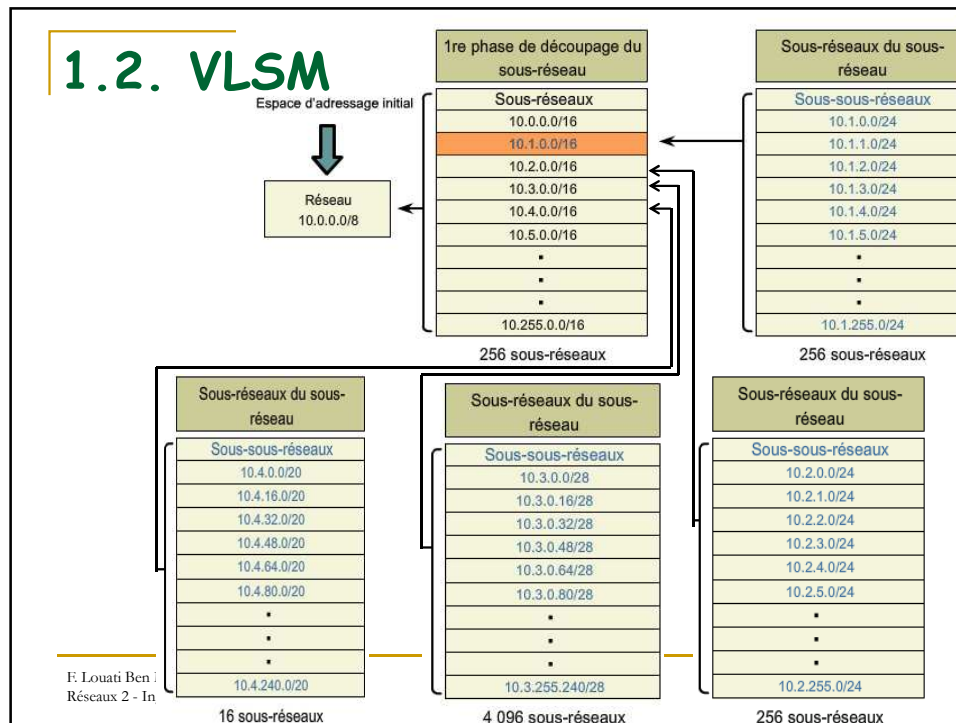 1.2. VLSM
Espace d'adressage initial
Réseau
10.0.0.0/8
1re phase de découpage du
sous-réseau
Sous-réseaux
10.0.0.0/16
10.1.0.0/16
10.2.0.0/16
10.3.0.0/16
10.4.0.0/16
10.5.0.0/16
10.255.0.0/16
256 sous-réseaux
Sous-réseaux du sous-
réseau
Sous-sous-réseaux
10.1.0.0/24
10.1.1.0/24
10.1.2.0/24
10.1.3.0/24
10.1.4.0/24
10.1.5.0/24
10.1.255.0/24
256 sous-réseaux
Sous-réseaux du sous-
réseau
Sous-sous-réseaux
10.4.0.0/20
10.4.16.0/20
10.4.32.0/20
10.4.48.0/20
10.4.64.0/20
10.4.80.0/20
10.4.240.0/20
16 sous-réseaux
Sous-réseaux du sous-
réseau
Sous-sous-réseaux
10.3.0.0/28
10.3.0.16/28
10.3.0.32/28
10.3.0.48/28
10.3.0.64/28
10.3.0.80/28
10.3.255.240/28
4 096 sous-réseaux
Sous-réseaux du sous-
réseau
Sous-sous-réseaux
10.2.0.0/24
10.2.1.0/24
10.2.2.0/24
10.2.3.0/24
10.2.4.0/24
10.2.5.0/24
10.2.255.0/24
256 sous-réseaux
F. Louati Ben
Réseaux 2 - In